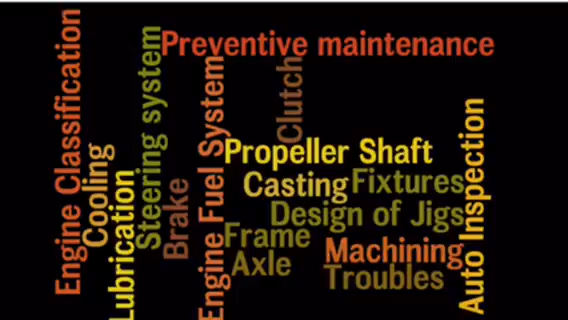 Preventive maintenance
Engine Classification
Cooling
Lubrication
Steering system
Brake
Engine Fuel System
Clutch
Propeller Shaft
Casting
Fixtures
Design of Jigs
Frame
Axle
Machining
Troubles
Auto Inspection